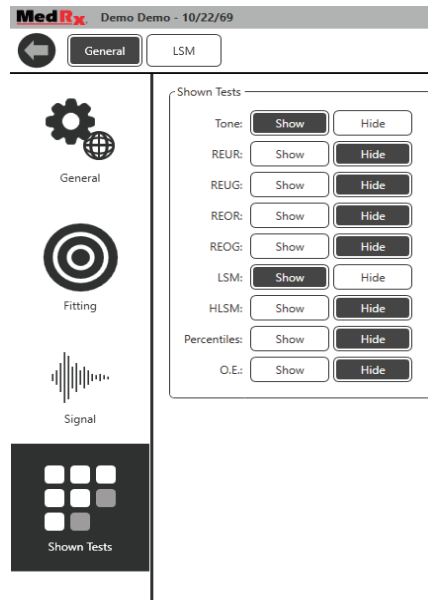 MedRx. Demo Demo - 10/22/69
General LSM
Shown Tests
Tone: Show Hide
REUR: Show Hide
General
REUG: Show Hide
REOR: Show Hide
REOG: Show Hide
LSM: Show Hide
Fitting
HLSM: Show Hide
Percentiles: Show Hide
O.E.: Show Hide
Signal
Shown Tests